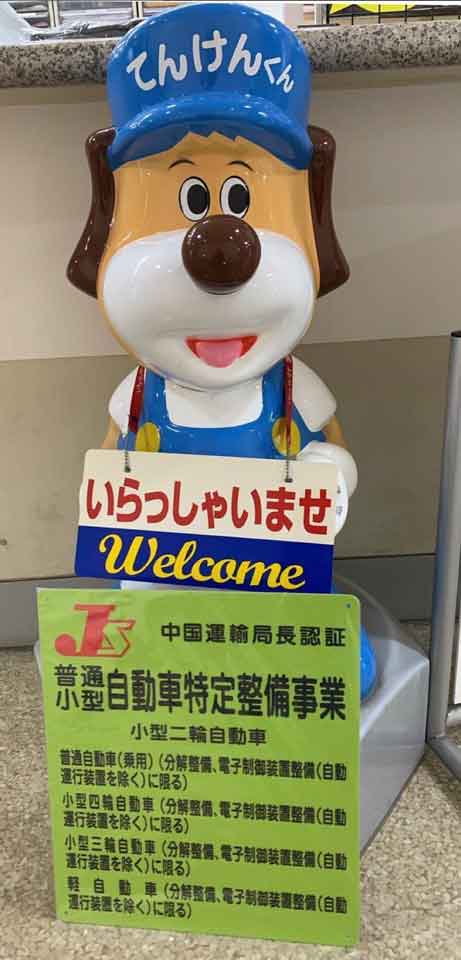 てんけんくん
いらっしゃいませ
Welcome
JS 中国運輸局長認証
普通
小型 自動車特定整備事業
小型二輪自動車
普通自動車(乗用)(分解整備、電子制御装置整備(自動
運行装置を除く)に限る)
小型四輪自動車(分解整備、電子制御装置整備(自動
運行装置を除く)に限る)
小型三輪自動車(分解整備、電子制御装置整備(自動
運行装置を除く)に限る)
軽自動車(分解整備、電子制御装置整備(自動
運行装置を除く)に限る)